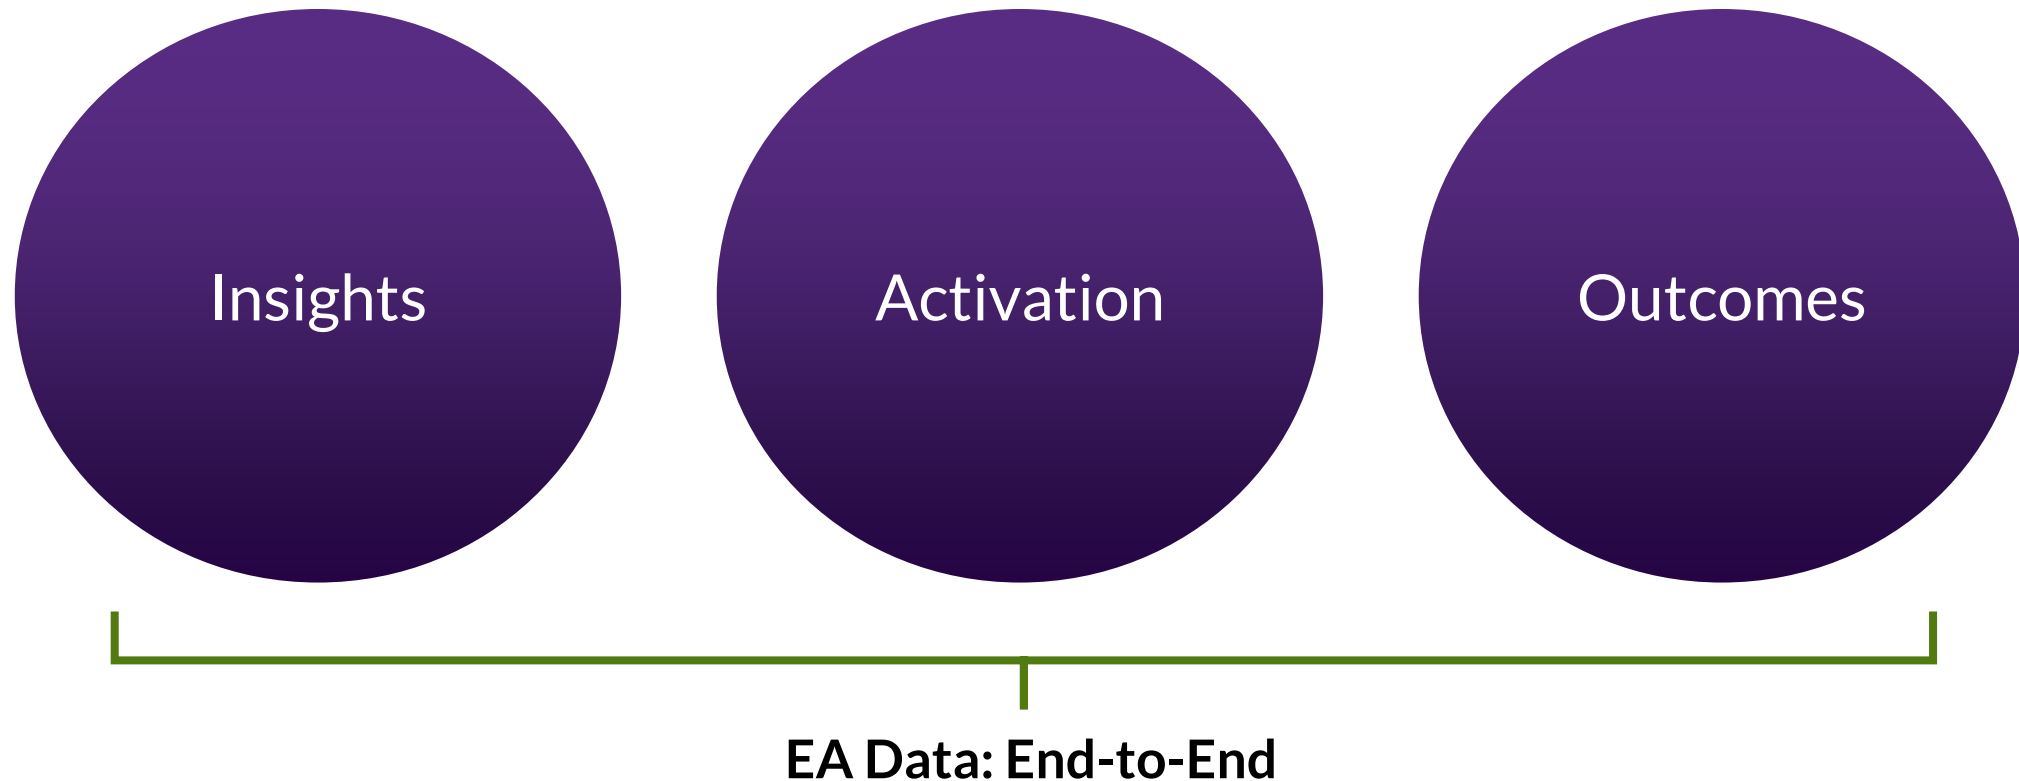 Insights
Activation
Outcomes
EA Data: End-to-End